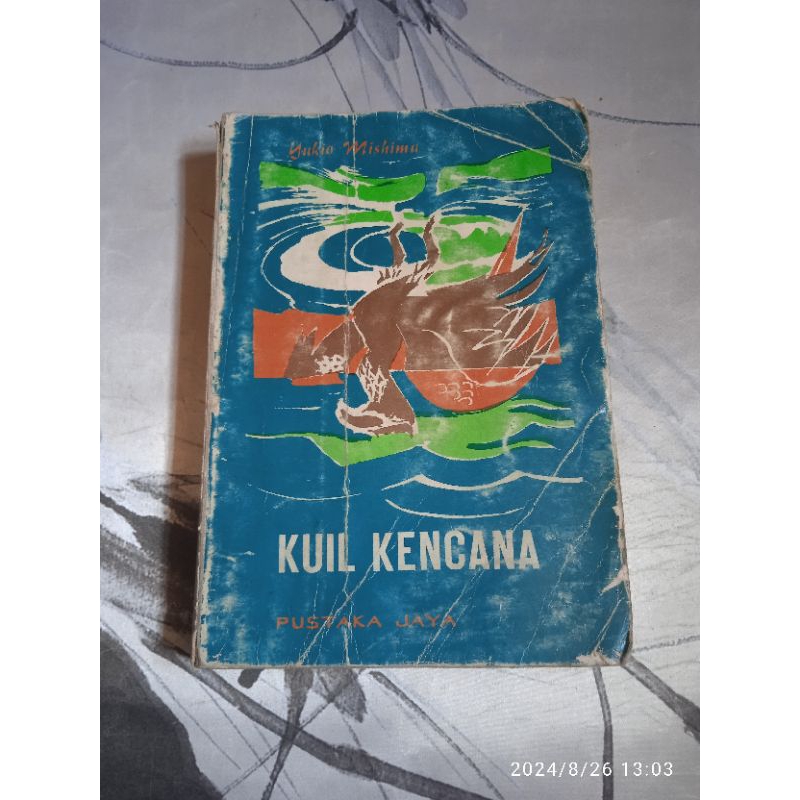 Yukio Mishima
KUIL KENCANA
PUSTAKA JAYA
2024/8/26 13:03